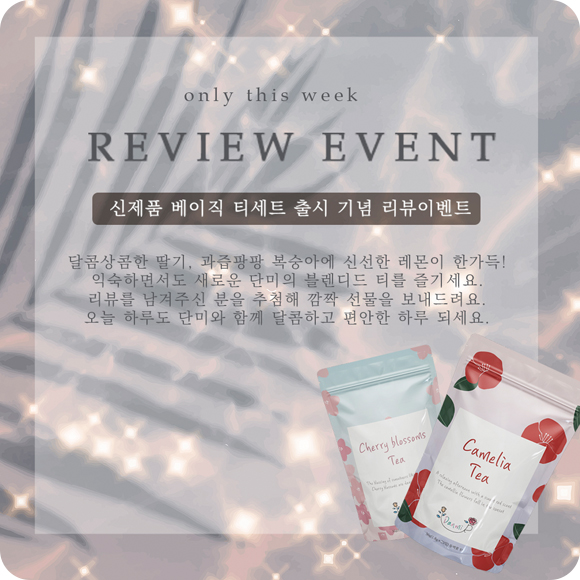 only this week
REVIEW EVENT
신제품 베이직 티세트 출시 기념 리뷰이벤트
달콤상콤한 딸기, 과즙팡팡 복숭아에 신선한 레몬이 한가득!
익숙하면서도 새로운 단미의 블렌디드 티를 즐기세요.
리뷰를 남겨주신 분을 추첨해 깜짝 선물을 보내드려요.
오늘 하루도 단미와 함께 달콤하고 편안한 하루 되세요.
Cherry blossoms
Tea
Camelia
Tea